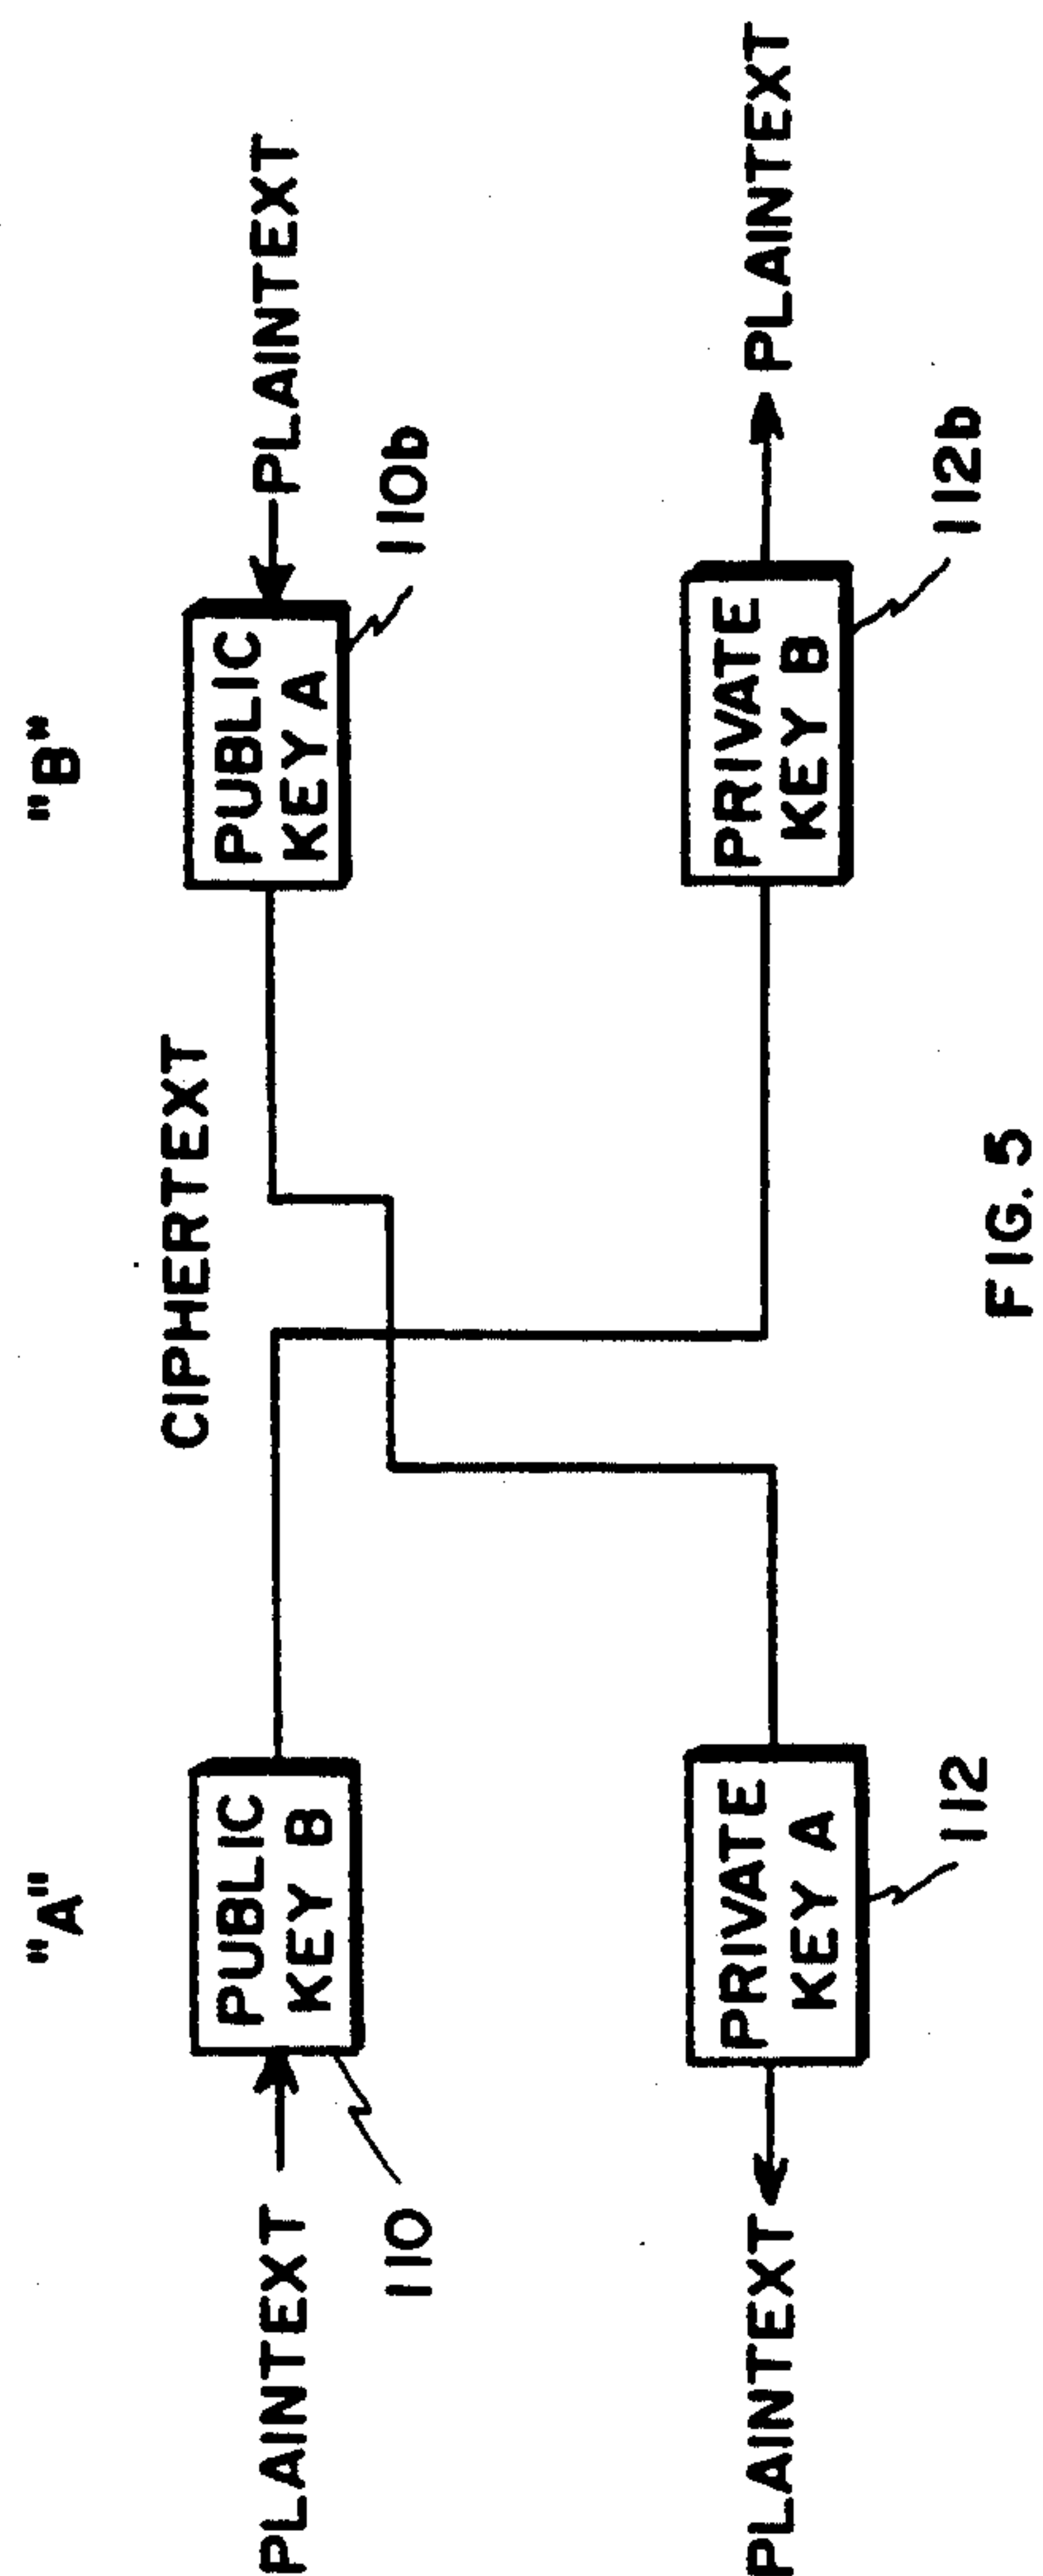 "A"
"B"
CIPHERTEXT
PLAINTEXT
PUBLIC
KEY B
110
PUBLIC
KEY A
PLAINTEXT
110b
PLAINTEXT
PRIVATE
KEY A
112
PRIVATE
KEY B
PLAINTEXT
112b
FIG. 5